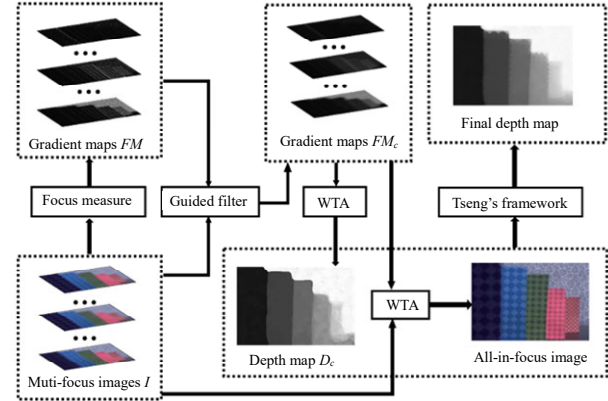 Gradient maps FM
Gradient maps FMc
Final depth map
Focus measure
Guided filter
WTA
Tseng's framework
WTA
Muti-focus images I
Depth map Dc
All-in-focus image